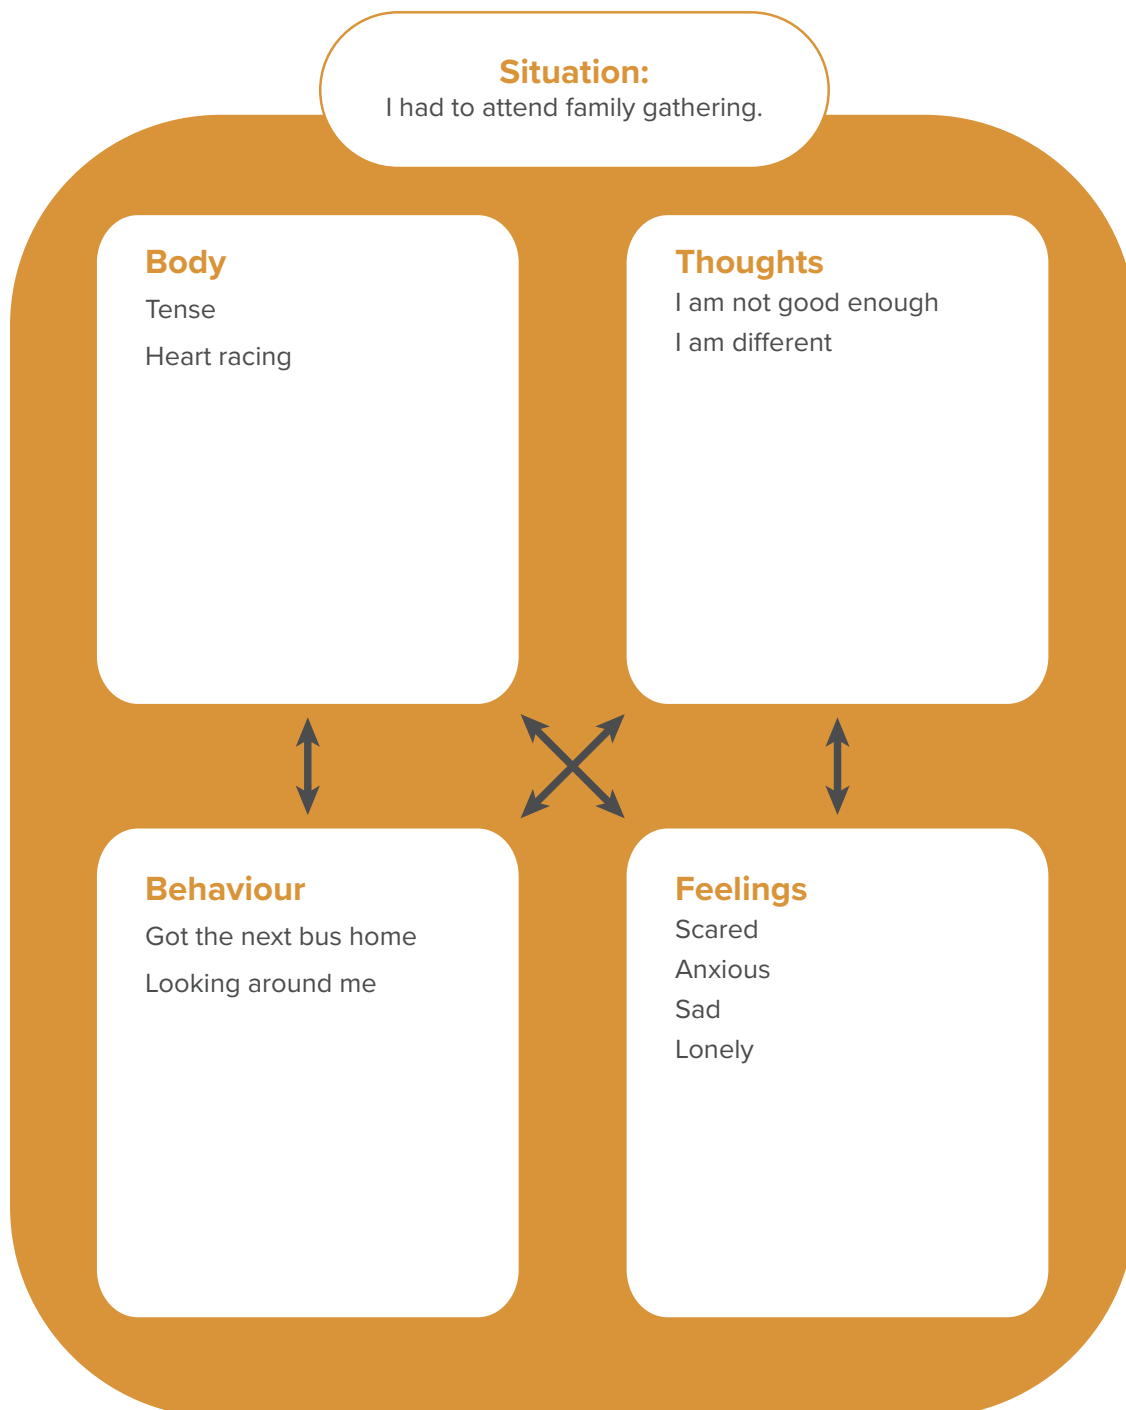 Situation:
I had to attend family gathering.
Body
Tense
Heart racing
Thoughts
I am not good enough
I am different
Behaviour
Got the next bus home
Looking around me
Feelings
Scared
Anxious
Sad
Lonely